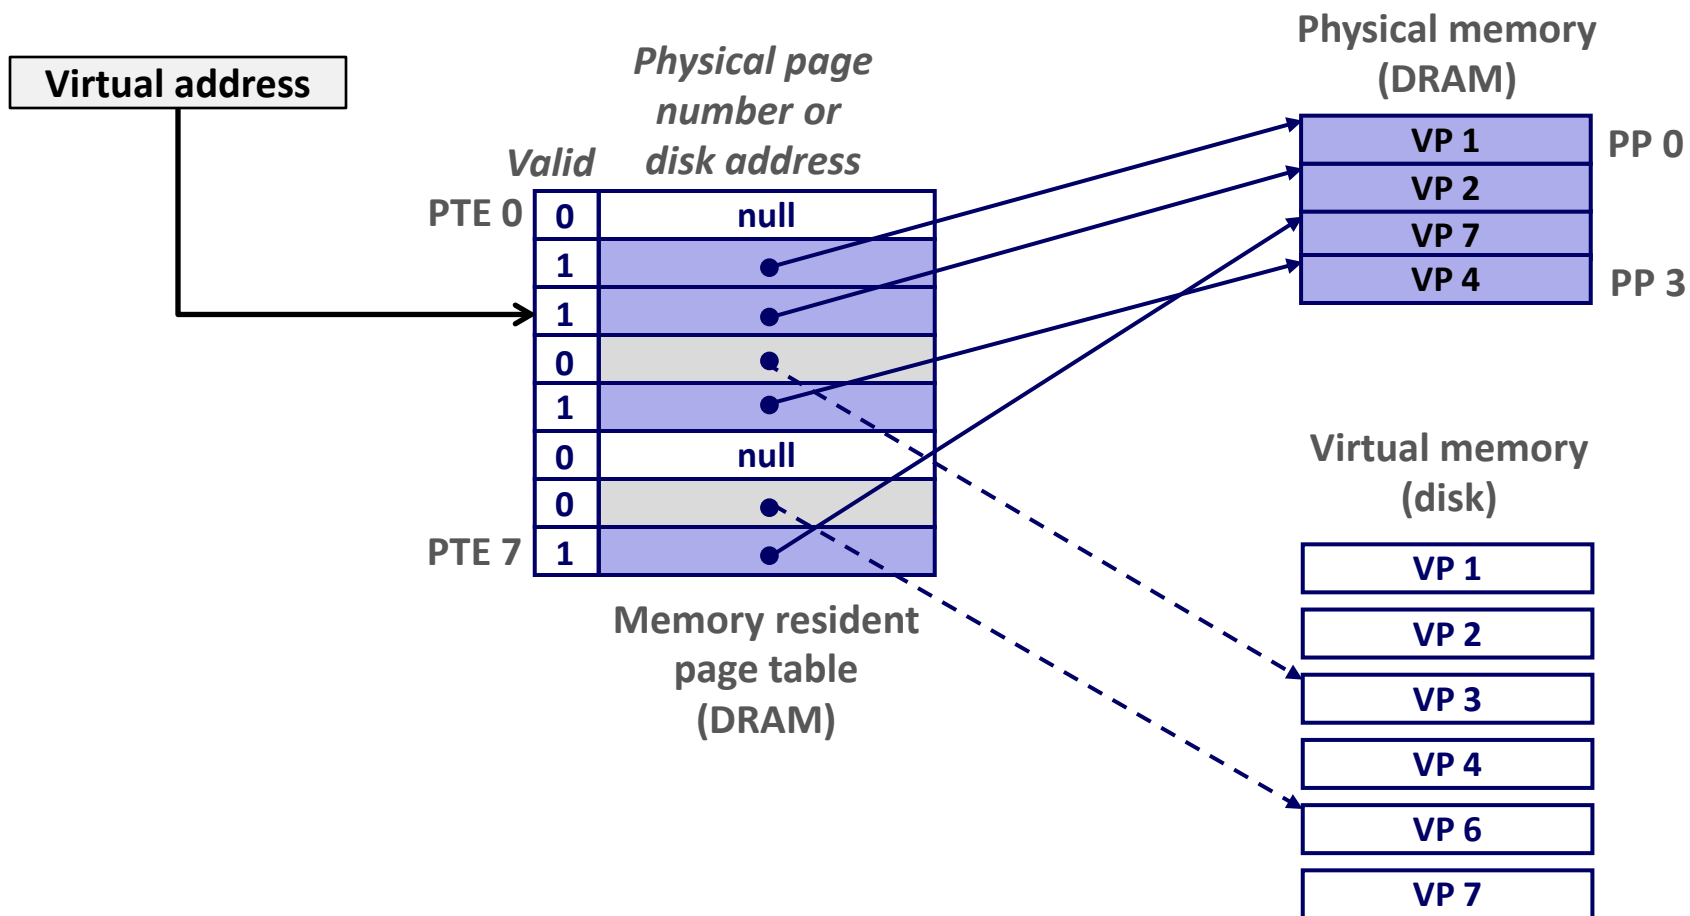 Virtual address
Physical page
number or
disk address
Valid
PTE 0
0
null
1
1
0
1
0
null
0
PTE 7
1
Memory resident
page table
(DRAM)
Physical memory
(DRAM)
VP 1
PP 0
VP 2
VP 7
VP 4
PP 3
Virtual memory
(disk)
VP 1
VP 2
VP 3
VP 4
VP 6
VP 7